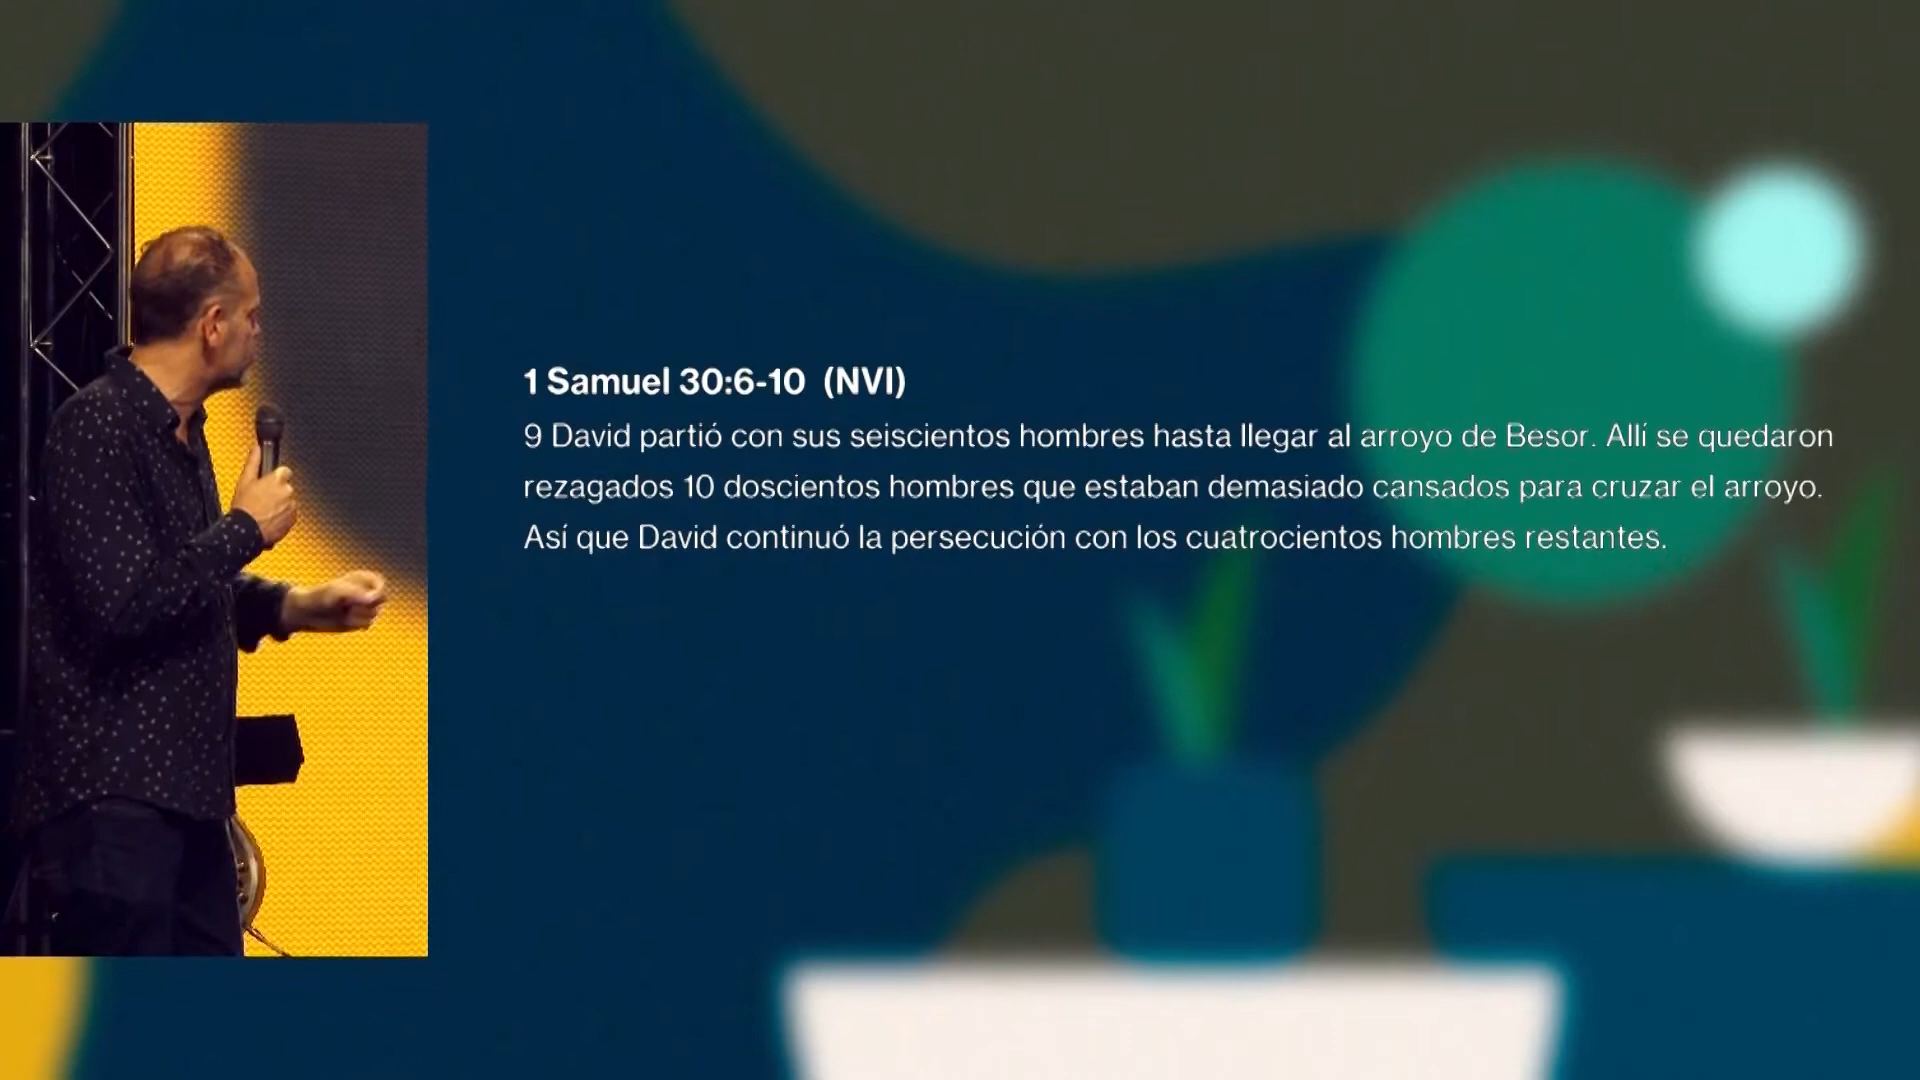 1 Samuel 30:6-10 (NVI)
9 David partió con sus seiscientos hombres hasta llegar al arroyo de Besor. Allí se quedaron
rezagados 10 doscientos hombres que estaban demasiado cansados para cruzar el arroyo.
Así que David continuó la persecución con los cuatrocientos hombres restantes.